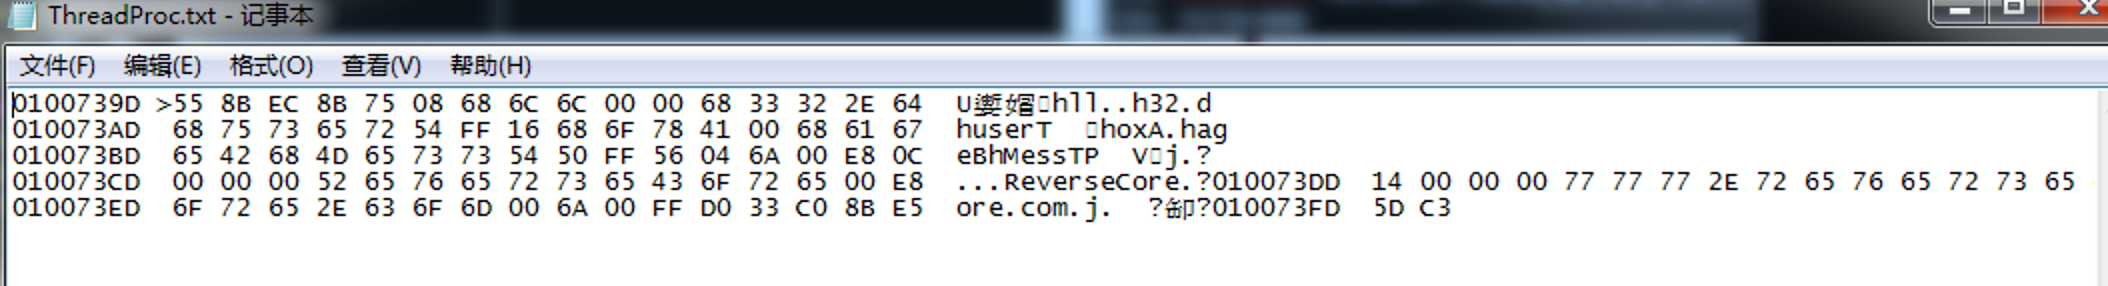 ThreadProc.txt - 记事本
文件(F) 编辑(E) 格式(O) 查看(V) 帮助(H)
0100739D >55 8B EC 8B 75 08 68 6C 6C 00 00 68 33 32 2E 64 U嬱媢hll..h32.d
010073AD 68 75 73 65 72 54 FF 16 68 6F 78 41 00 68 61 67 huserT hoxA.hag
010073BD 65 42 68 4D 65 73 73 54 50 FF 56 04 6A 00 E8 0C eBhMessTP Vj.?
010073CD 00 00 00 52 65 76 65 72 73 65 43 6F 72 65 00 E8 ...ReverseCore.?010073DD 14 00 00 00 77 77 77 2E 72 65 76 65 72 73 65
010073ED 6F 72 65 2E 63 6F 6D 00 6A 00 FF D0 33 C0 8B E5 ore.com.j. ?缷?010073FD 5D C3